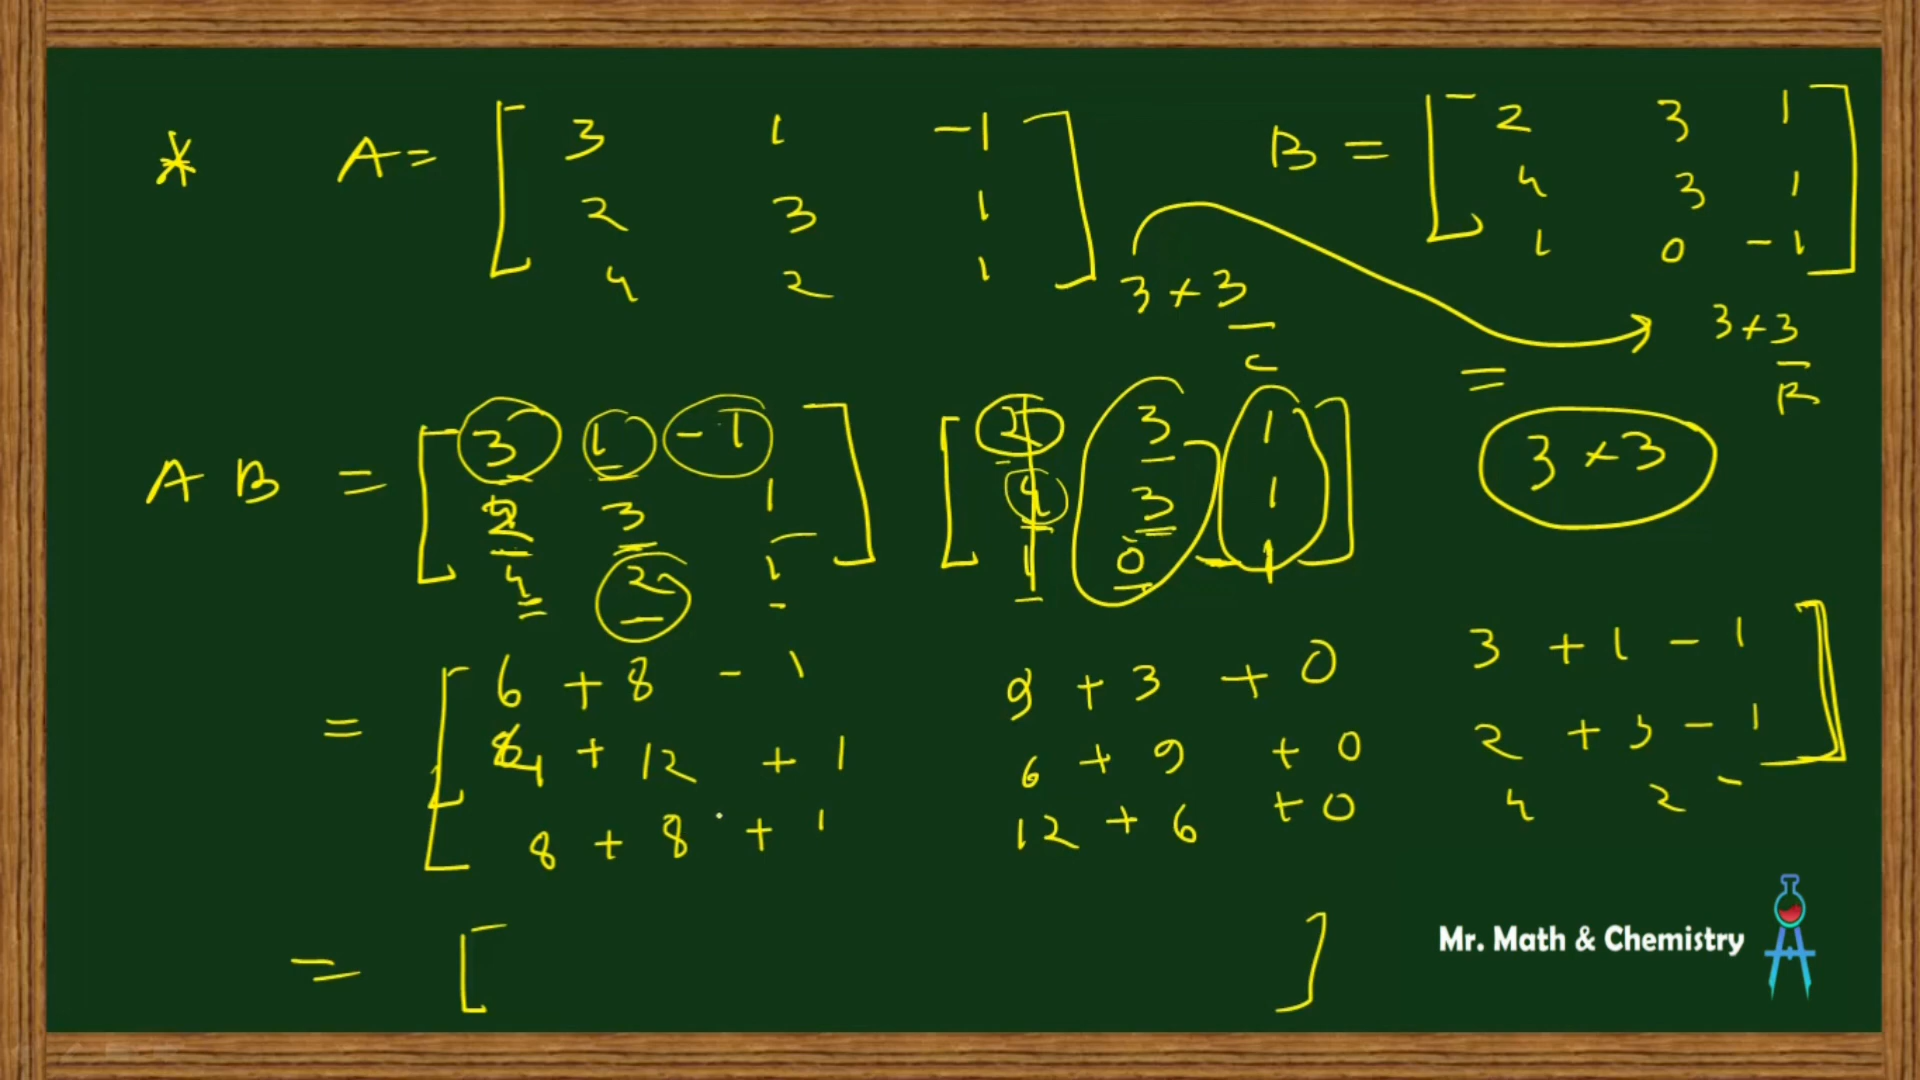 * A = [ 3 1 -1 B = [ 2 3 1 ]
2 3 1 4 3 1
4 2 1 ] 3 × 3 1 0 -1
C = 3 × 3
R
A B = [ 3 1 -1 ] [ 2 3 1 ] 3 × 3
2 3 1 4 3 1
4 2 1 1 0 1
= [ 6 + 8 - 1 9 + 3 + 0 3 + 1 - 1 ]
4 + 12 + 1 6 + 9 + 0 2 + 3 - 1
8 + 8 + 1 12 + 6 + 0 4 2 -
= [ ]
Mr. Math & Chemistry